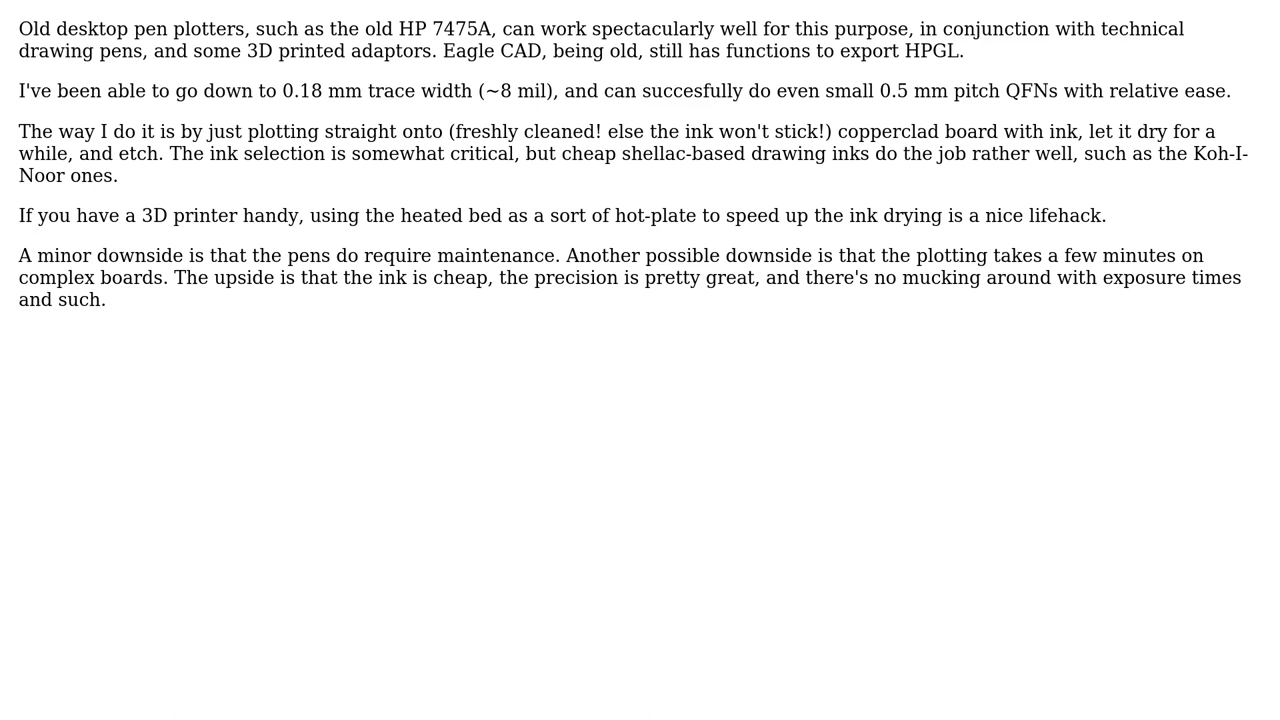 Old desktop pen plotters, such as the old HP 7475A, can work spectacularly well for this purpose, in conjunction with technical
drawing pens, and some 3D printed adaptors. Eagle CAD, being old, still has functions to export HPGL.
I've been able to go down to 0.18 mm trace width (~8 mil), and can succesfully do even small 0.5 mm pitch QFNs with relative ease.
The way I do it is by just plotting straight onto (freshly cleaned! else the ink won't stick!) copperclad board with ink, let it dry for a
while, and etch. The ink selection is somewhat critical, but cheap shellac-based drawing inks do the job rather well, such as the Koh-I-
Noor ones.
If you have a 3D printer handy, using the heated bed as a sort of hot-plate to speed up the ink drying is a nice lifehack.
A minor downside is that the pens do require maintenance. Another possible downside is that the plotting takes a few minutes on
complex boards. The upside is that the ink is cheap, the precision is pretty great, and there's no mucking around with exposure times
and such.